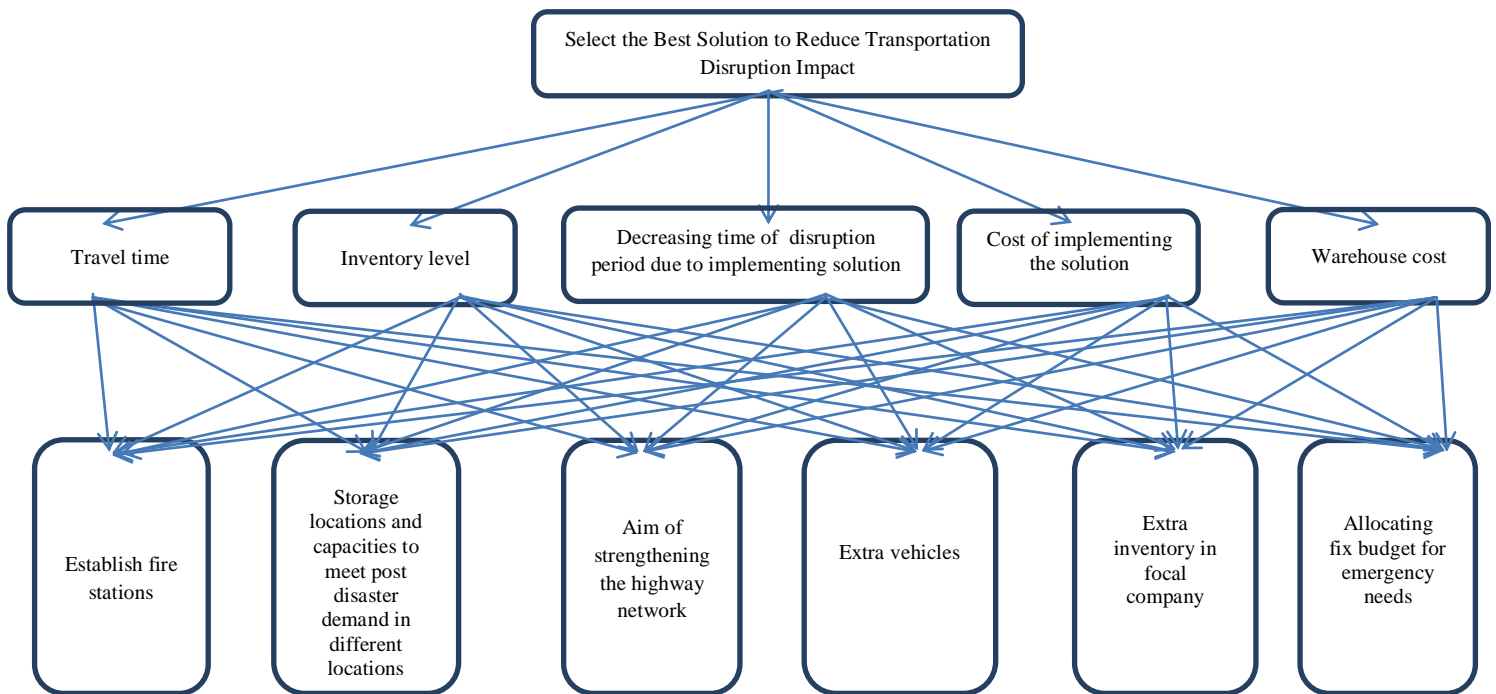 Select the Best Solution to Reduce Transportation
Disruption Impact
Travel time
Inventory level
Decreasing time of disruption
period due to implementing solution
Cost of implementing
the solution
Warehouse cost
Establish fire
stations
Storage
locations and
capacities to
meet post
disaster
demand in
different
locations
Aim of
strengthening
the highway
network
Extra vehicles
Extra
inventory in
focal
company
Allocating
fix budget for
emergency
needs